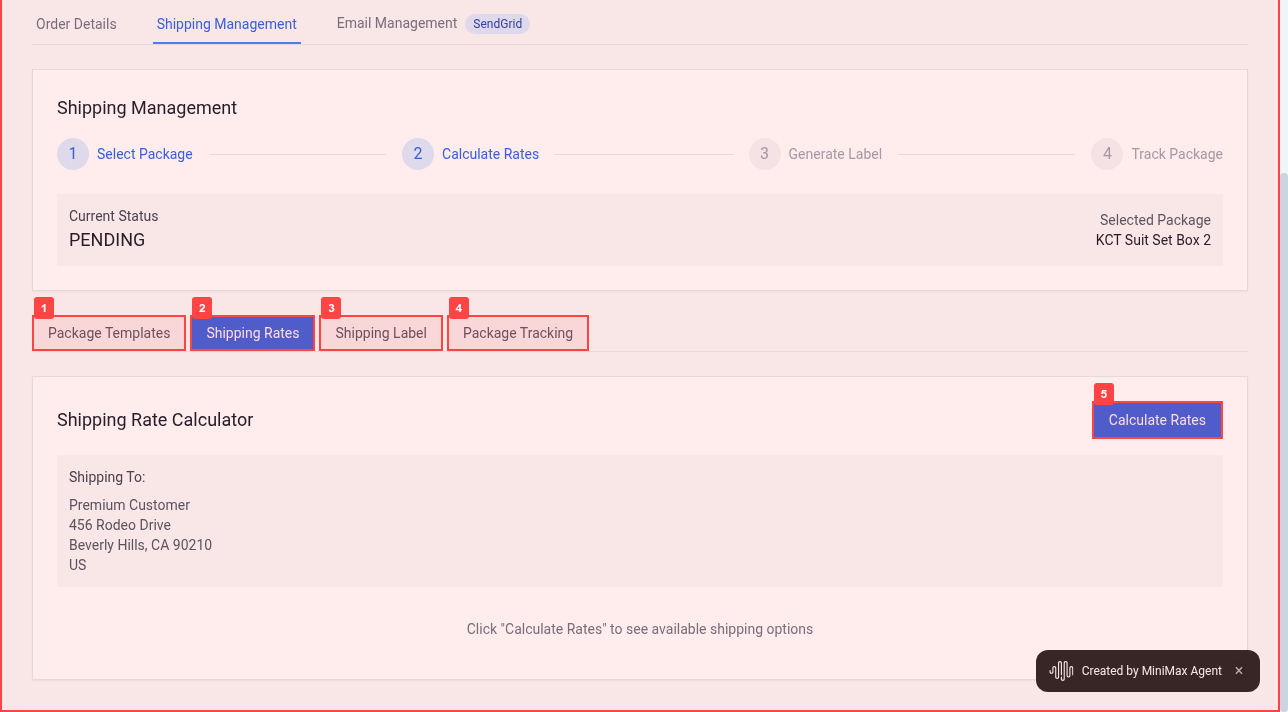 Order Details Shipping Management Email Management SendGrid
Shipping Management
1 Select Package 2 Calculate Rates 3 Generate Label 4 Track Package
Current Status
PENDING
Selected Package
KCT Suit Set Box 2
1 2 3 4
Package Templates Shipping Rates Shipping Label Package Tracking
5
Shipping Rate Calculator Calculate Rates
Shipping To:
Premium Customer
456 Rodeo Drive
Beverly Hills, CA 90210
US
Click "Calculate Rates" to see available shipping options
Created by MiniMax Agent ×